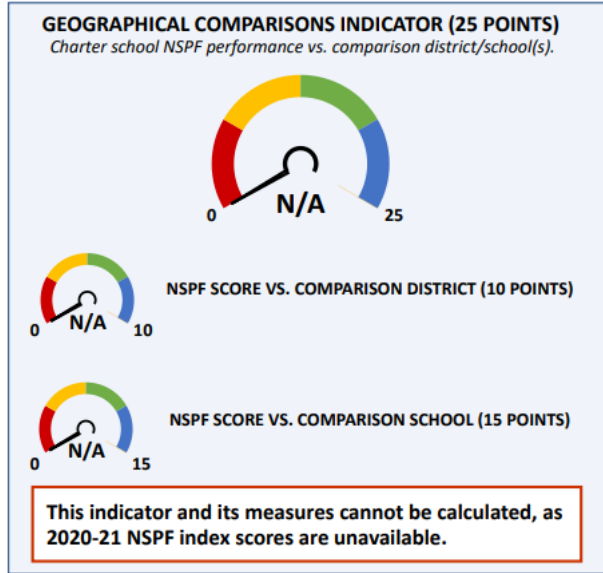 GEOGRAPHICAL COMPARISONS INDICATOR (25 POINTS)
Charter school NSPF performance vs. comparison district/school(s).
N/A
0
25
NSPF SCORE VS. COMPARISON DISTRICT (10 POINTS)
N/A
0
10
NSPF SCORE VS. COMPARISON SCHOOL (15 POINTS)
N/A
0
15
This indicator and its measures cannot be calculated, as
2020-21 NSPF index scores are unavailable.